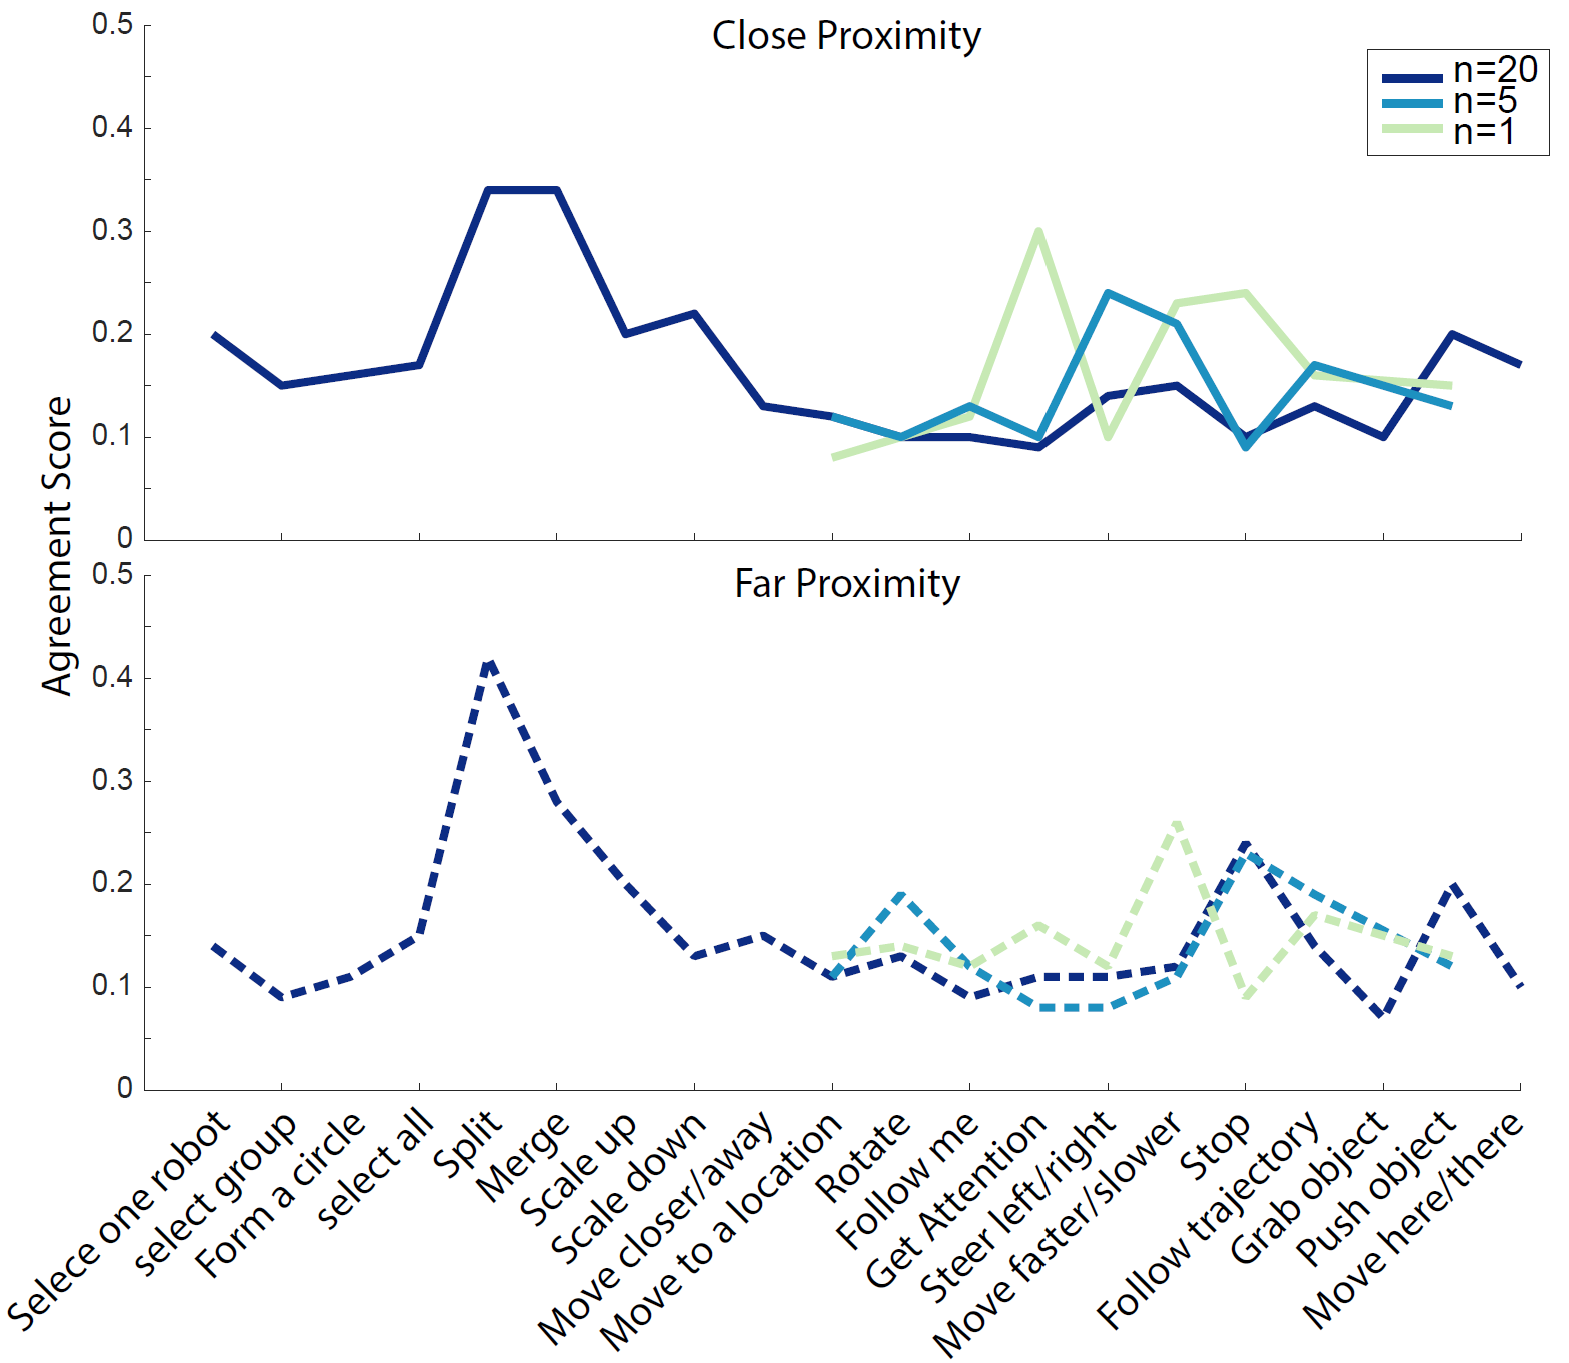 Close Proximity
n=20
n=5
n=1
0.5
0.4
0.3
0.2
0.1
0
Agreement Score
Far Proximity
0.5
0.4
0.3
0.2
0.1
0
Selece one robot
select group
Form a circle
select all
Split
Merge
Scale up
Scale down
Move closer/away
Move to a location
Rotate
Follow me
Get Attention
Steer left/right
Move faster/slower
Stop
Follow trajectory
Grab object
Push object
Move here/there